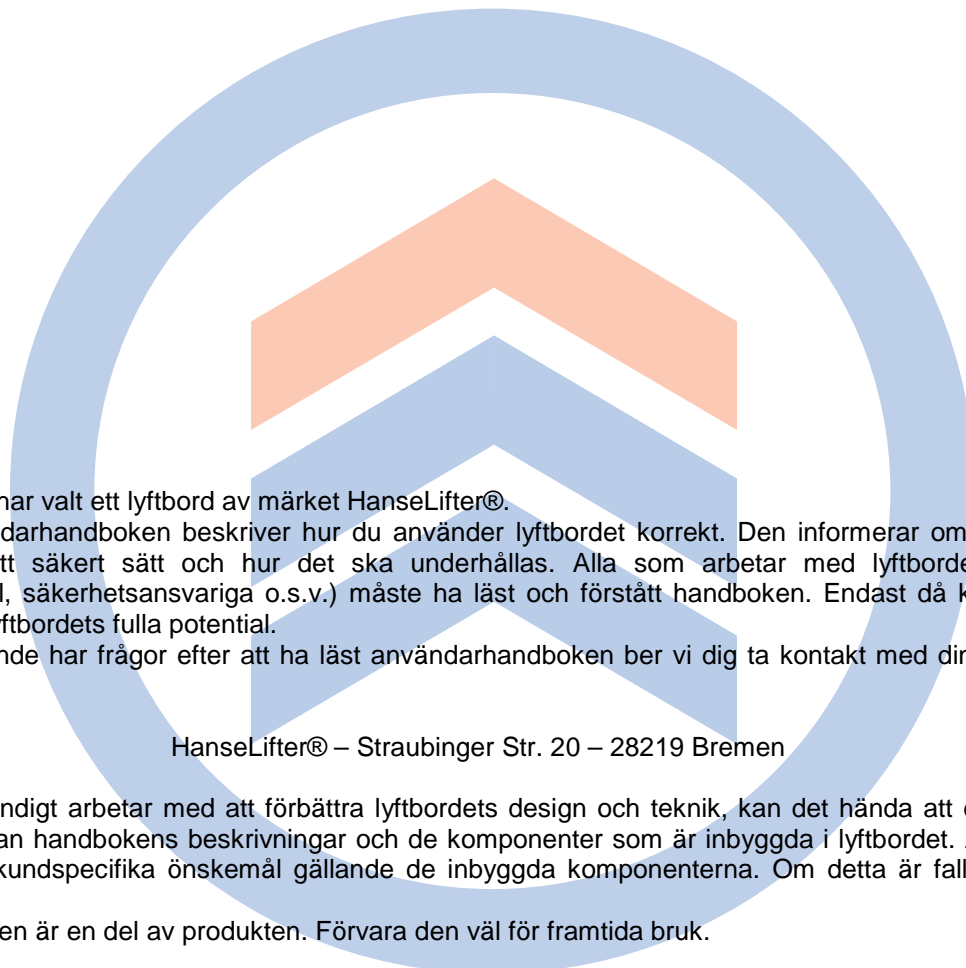 har valt ett lyftbord av märket HanseLifter®.
darhandboken beskriver hur du använder lyftbordet korrekt. Den informerar om
tt säkert sätt och hur det ska underhållas. Alla som arbetar med lyftborde
l, säkerhetsansvariga o.s.v.) måste ha läst och förstått handboken. Endast då k
yftbordets fulla potential.
nde har frågor efter att ha läst användarhandboken ber vi dig ta kontakt med din
HanseLifter® – Straubinger Str. 20 – 28219 Bremen
ndigt arbetar med att förbättra lyftbordets design och teknik, kan det hända att
an handbokens beskrivningar och de komponenter som är inbyggda i lyftbordet.
kundspecifika önskemål gällande de inbyggda komponenterna. Om detta är fall
en är en del av produkten. Förvara den väl för framtida bruk.